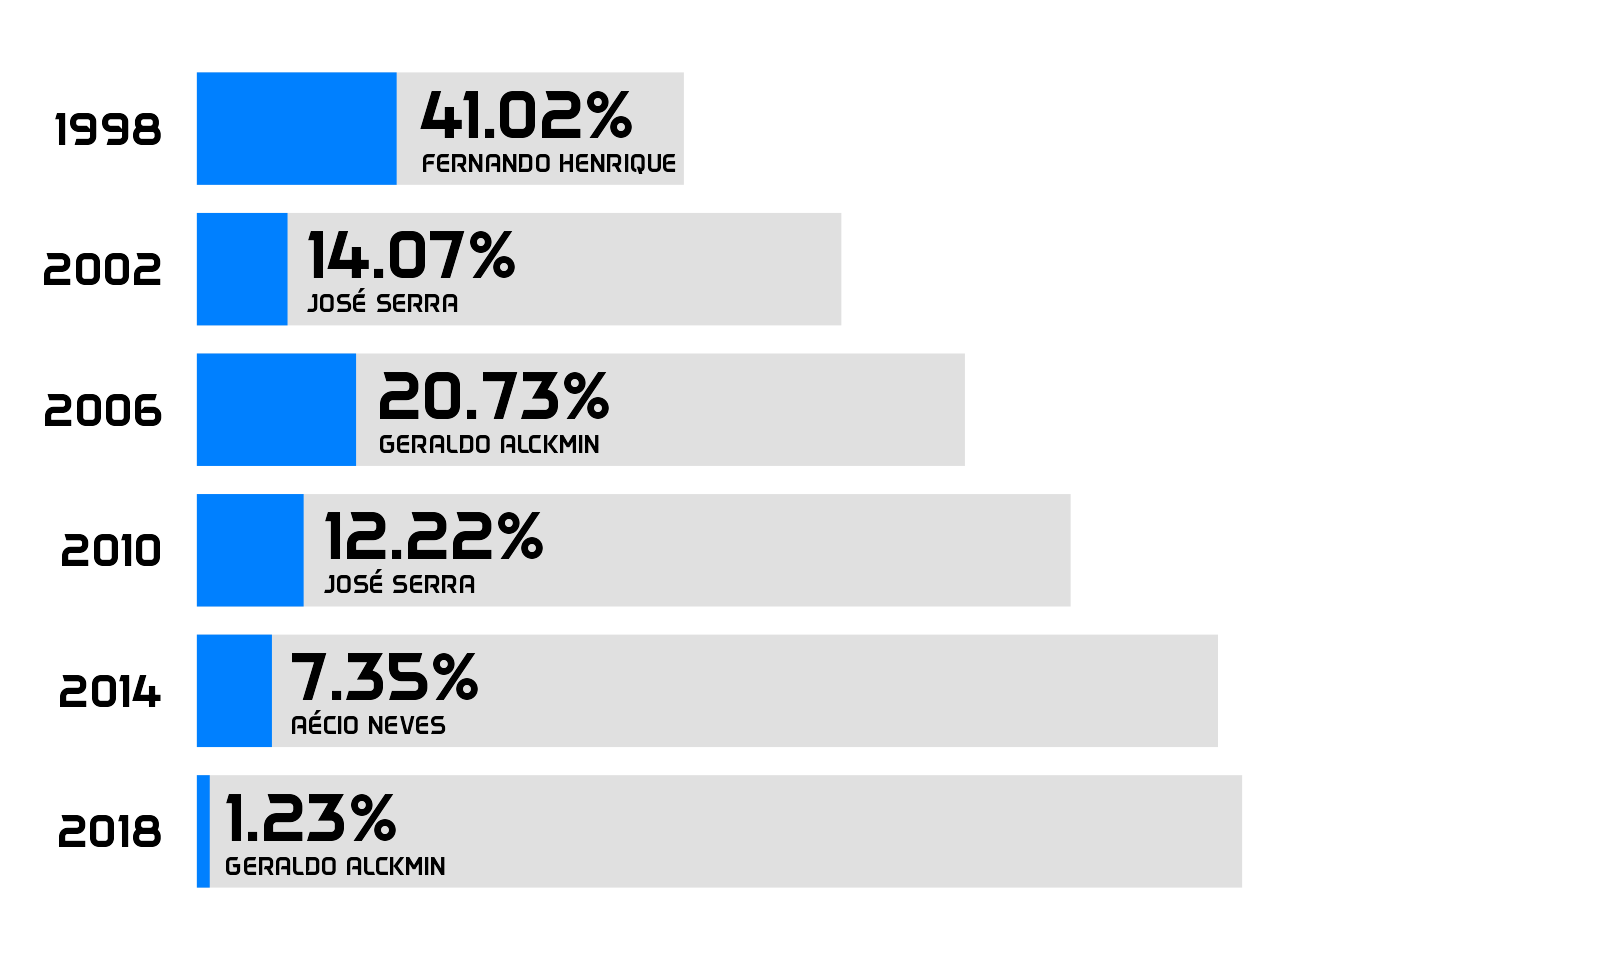 1998
41.02%
FERNANDO HENRIQUE
2002
14.07%
JOSÉ SERRA
2006
20.73%
GERALDO ALCKMIN
2010
12.22%
JOSÉ SERRA
2014
7.35%
AÉCIO NEVES
2018
1.23%
GERALDO ALCKMIN